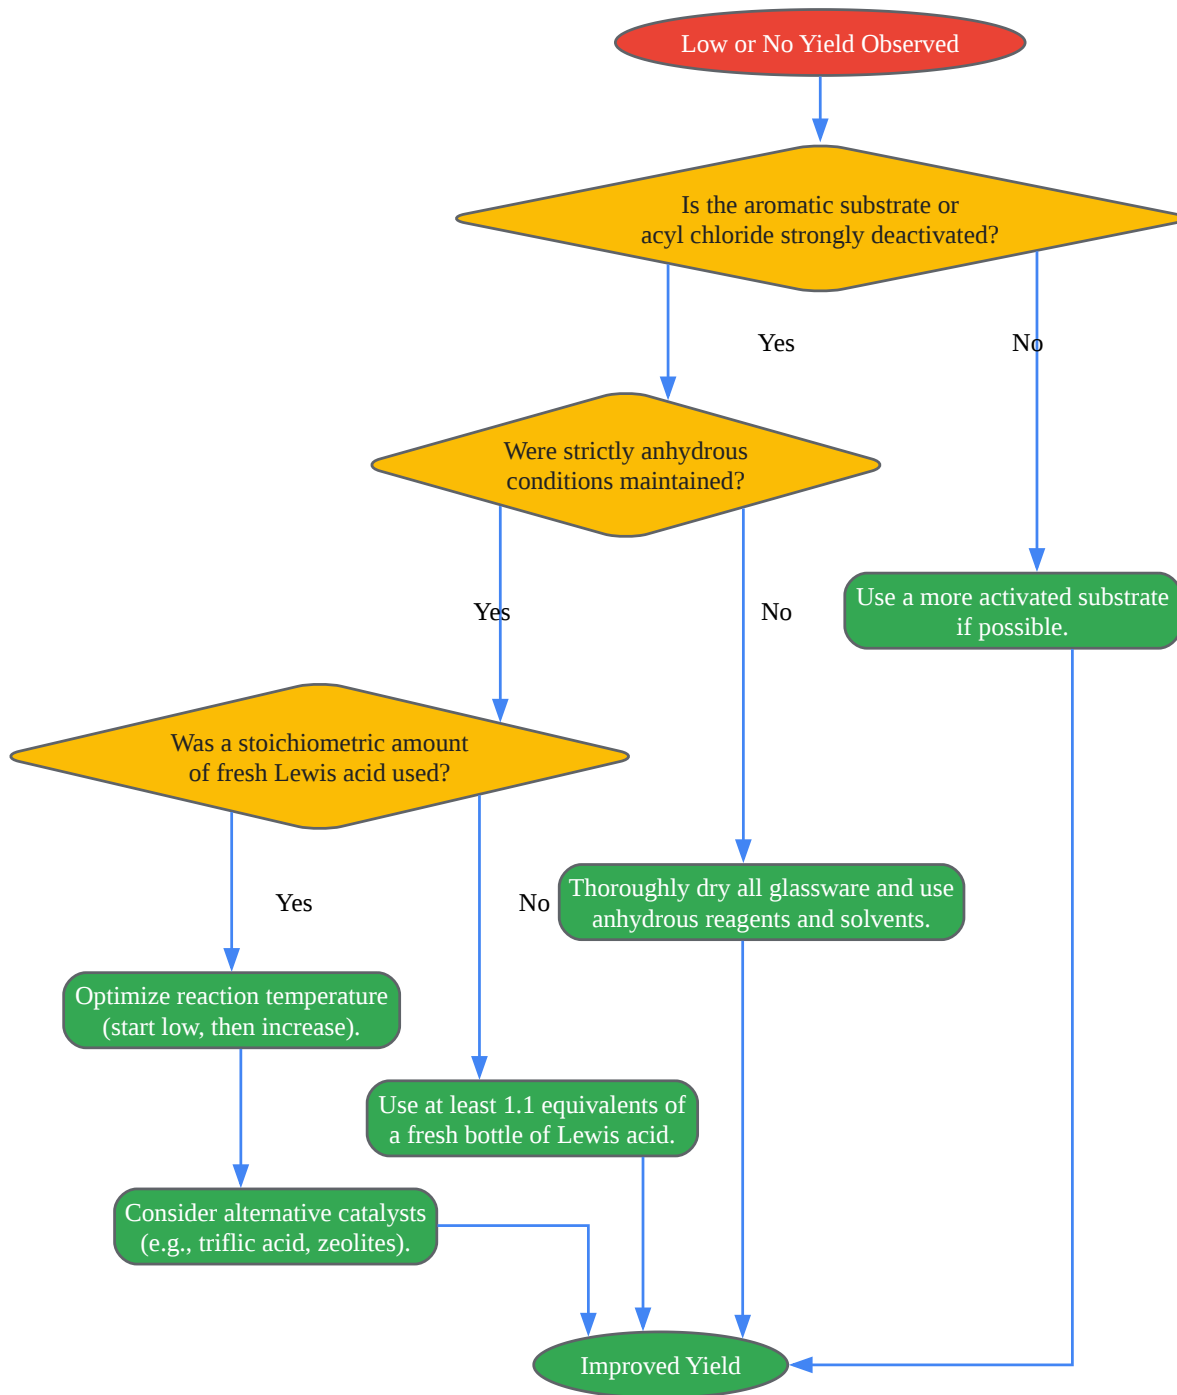 Low or No Yield Observed
Is the aromatic substrate or
acyl chloride strongly deactivated?
Yes
No
Were strictly anhydrous
conditions maintained?
Use a more activated substrate
if possible.
Yes
No
Was a stoichiometric amount
of fresh Lewis acid used?
Thoroughly dry all glassware and use
anhydrous reagents and solvents.
Yes
No
Optimize reaction temperature
(start low, then increase).
Use at least 1.1 equivalents of
a fresh bottle of Lewis acid.
Consider alternative catalysts
(e.g., triflic acid, zeolites).
Improved Yield